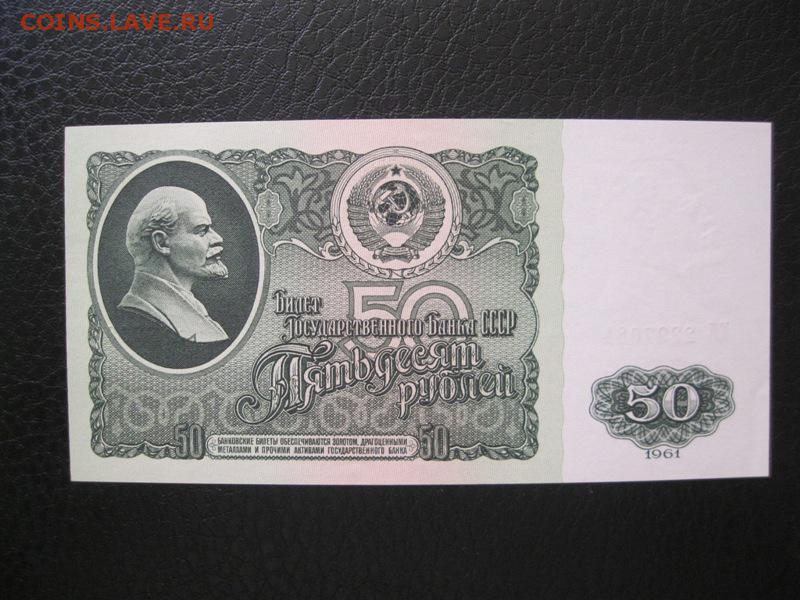 COINS.LAVE.RU
50
Билет
Государственного Банка СССР
Пятьдесят
рублей
50
БАНКОВСКИЕ БИЛЕТЫ ОБЕСПЕЧИВАЮТСЯ ЗОЛОТОМ, ДРАГОЦЕННЫМИ
МЕТАЛЛАМИ И ПРОЧИМИ АКТИВАМИ ГОСУДАРСТВЕННОГО БАНКА
50
50
1961